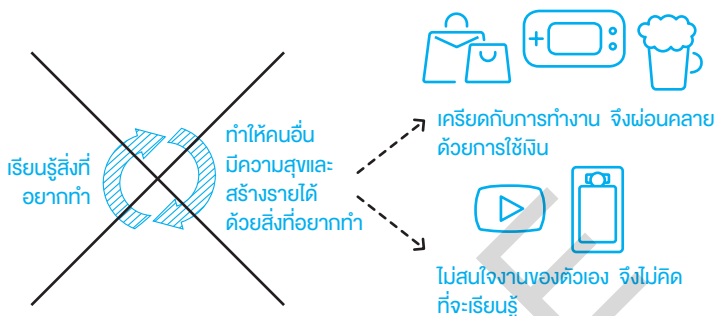 เรียนรู้สิ่งที่
อยากทำ
ทำให้คนอื่น
มีความสุขและ
สร้างรายได้
ด้วยสิ่งที่อยากทำ
เครียดกับการทำงาน จึงผ่อนคลาย
ด้วยการใช้เงิน
ไม่สนใจงานของตัวเอง จึงไม่คิด
ที่จะเรียนรู้